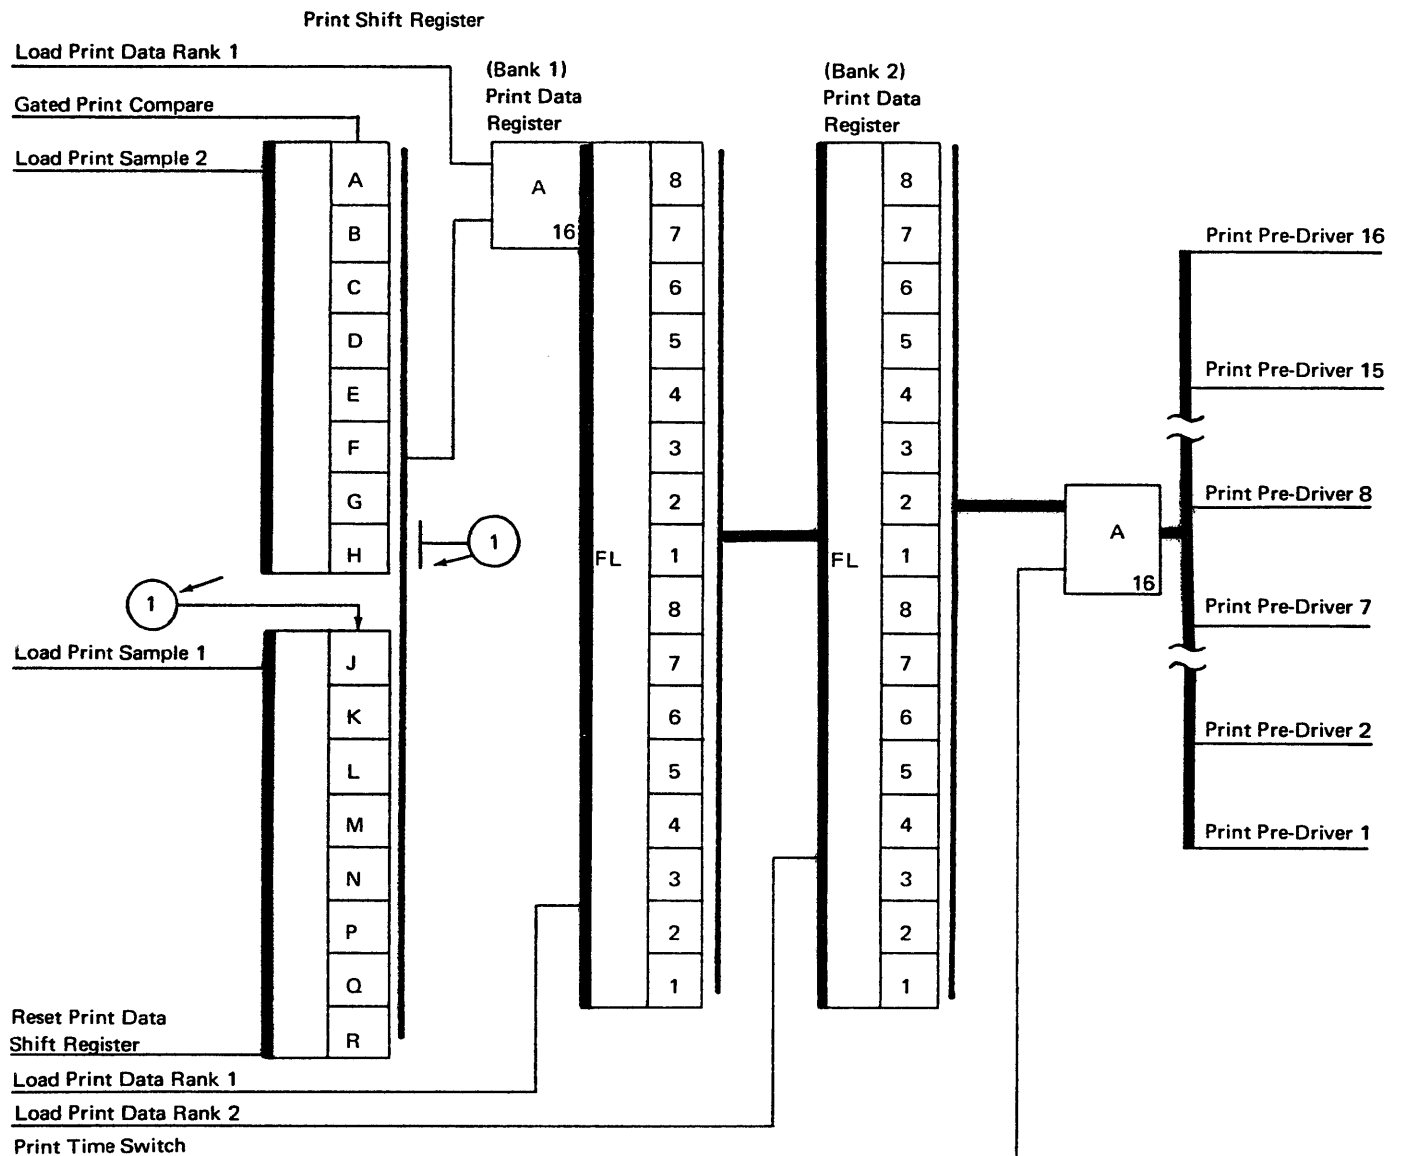 Print Shift Register
Load Print Data Rank 1
Gated Print Compare
Load Print Sample 2
(Bank 1)
Print Data
Register
(Bank 2)
Print Data
Register
A
B
C
D
E
F
G
H
1
1
Load Print Sample 1
J
K
L
M
N
P
Q
R
Reset Print Data
Shift Register
Load Print Data Rank 1
Load Print Data Rank 2
Print Time Switch
A
16
FL
8
7
6
5
4
3
2
1
8
7
6
5
4
3
2
1
FL
8
7
6
5
4
3
2
1
8
7
6
5
4
3
2
1
A
16
Print Pre-Driver 16
Print Pre-Driver 15
Print Pre-Driver 8
Print Pre-Driver 7
Print Pre-Driver 2
Print Pre-Driver 1